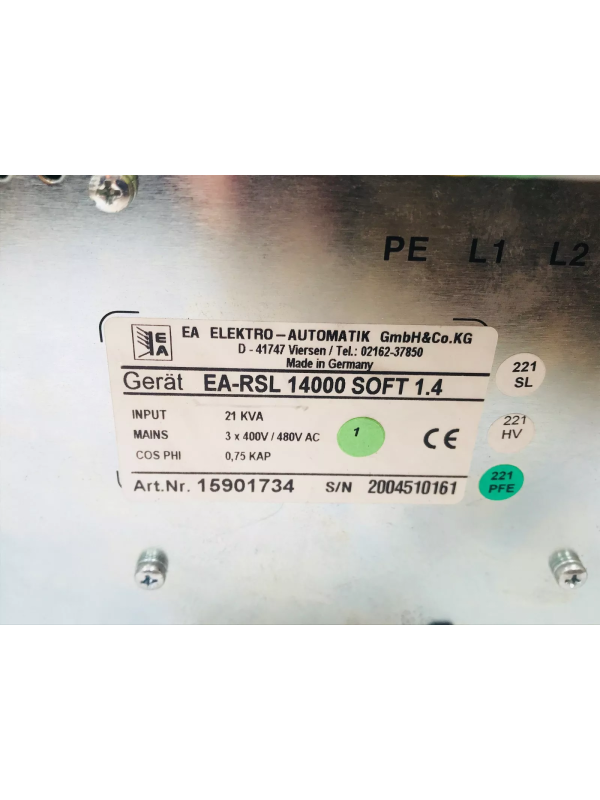 PE L1 L2
EA
EA ELEKTRO-AUTOMATIK GmbH&Co.KG
D - 41747 Viersen / Tel.: 02162-37850
Made in Germany
Gerät EA-RSL 14000 SOFT 1.4
INPUT 21 KVA
MAINS 3 x 400V / 480V AC
COS PHI 0,75 KAP
1
CE
Art.Nr. 15901734 S/N 2004510161
221
SL
221
HV
221
PFE